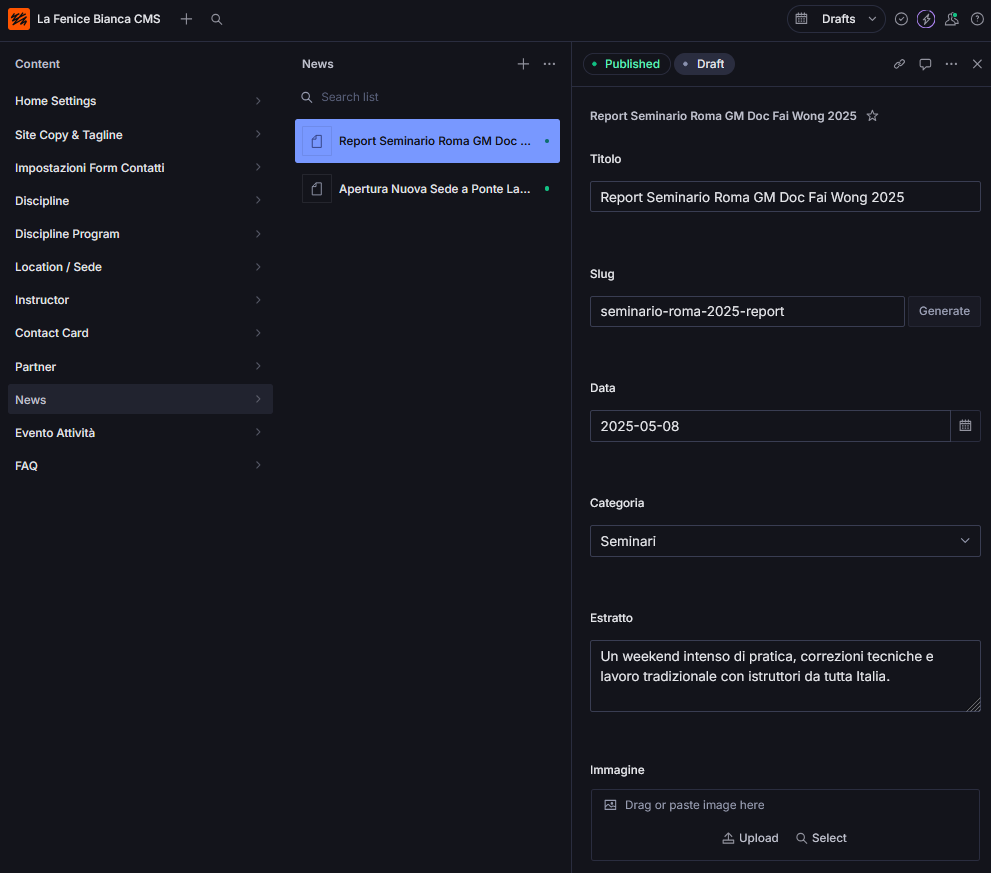 La Fenice Bianca CMS
Drafts
Content
Home Settings
Site Copy & Tagline
Impostazioni Form Contatti
Discipline
Discipline Program
Location / Sede
Instructor
Contact Card
Partner
News
Evento Attività
FAQ
News
Search list
Report Seminario Roma GM Doc ...
Apertura Nuova Sede a Ponte La...
Published
Draft
Report Seminario Roma GM Doc Fai Wong 2025
Titolo
Report Seminario Roma GM Doc Fai Wong 2025
Slug
seminario-roma-2025-report
Generate
Data
2025-05-08
Categoria
Seminari
Estratto
Un weekend intenso di pratica, correzioni tecniche e
lavoro tradizionale con istruttori da tutta Italia.
Immagine
Drag or paste image here
Upload
Select